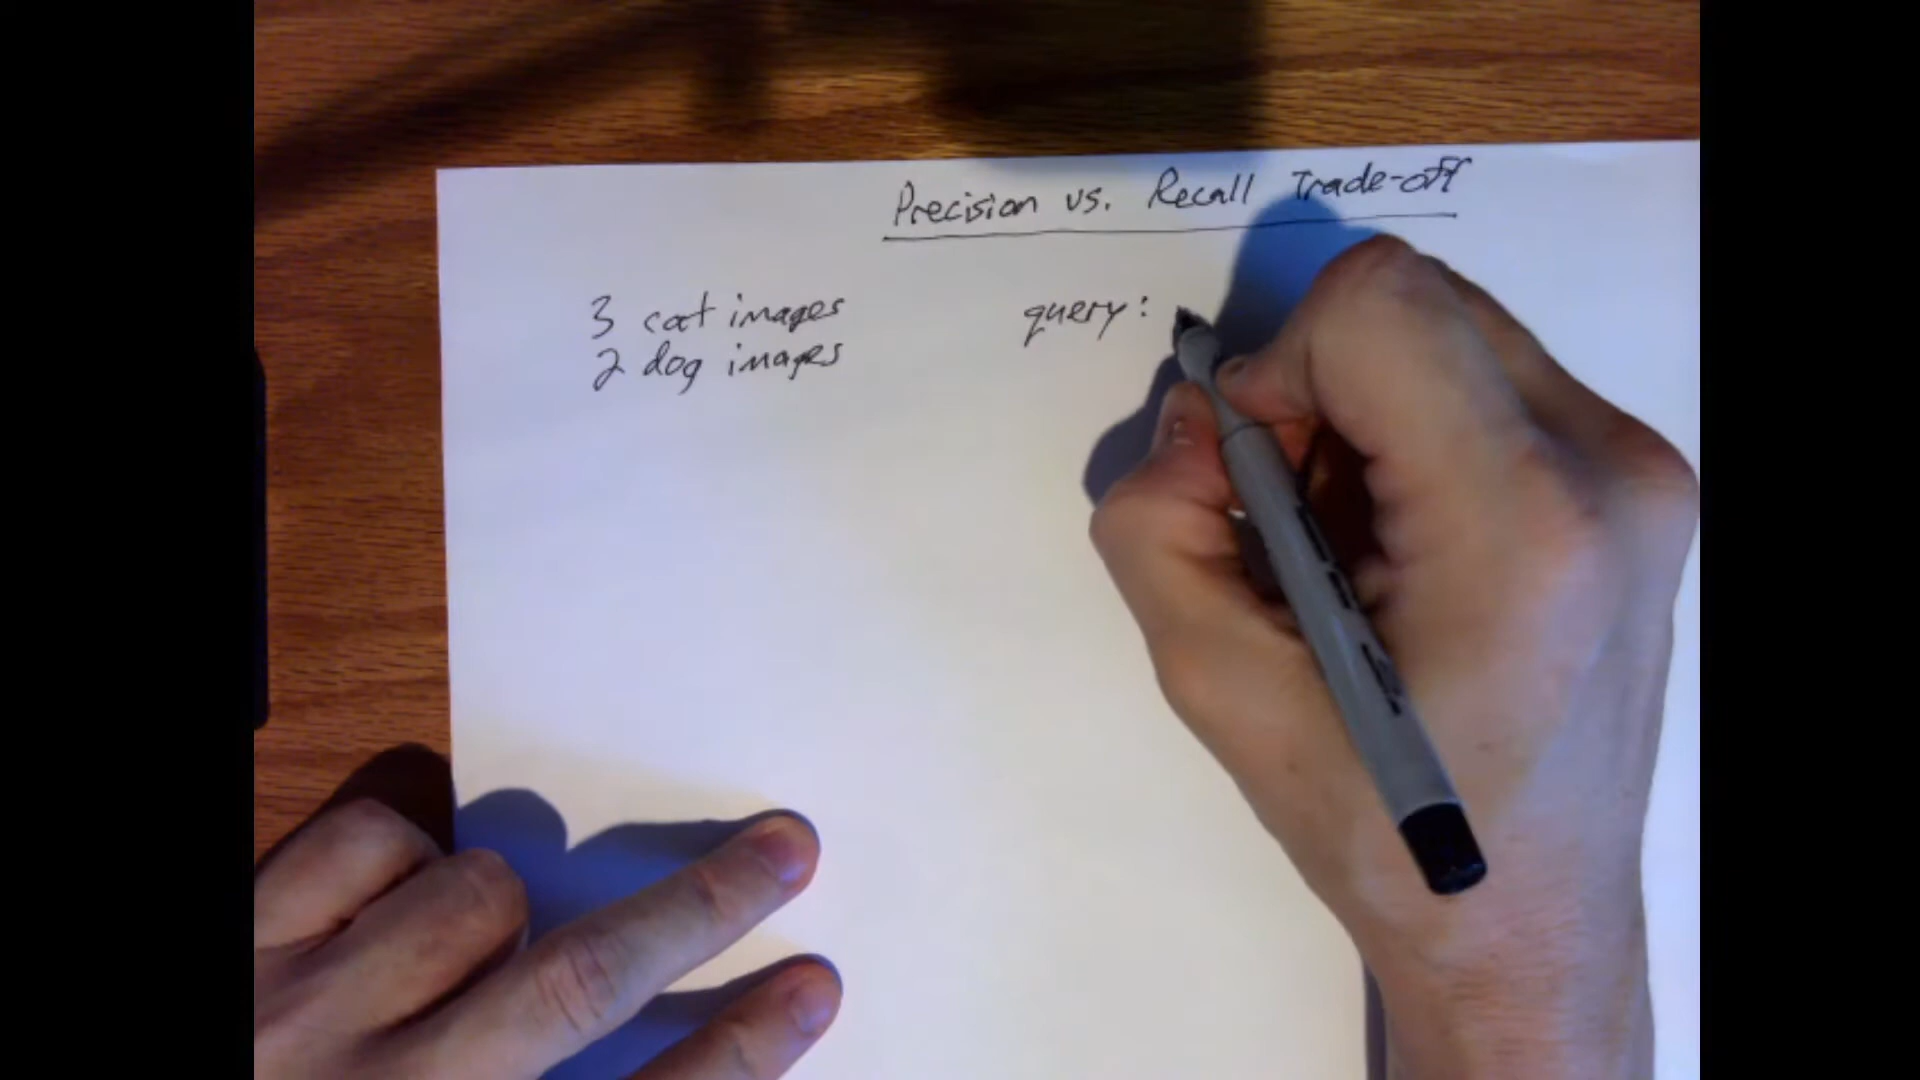 Precision vs. Recall Trade-off
3 cat images
2 dog images
query: